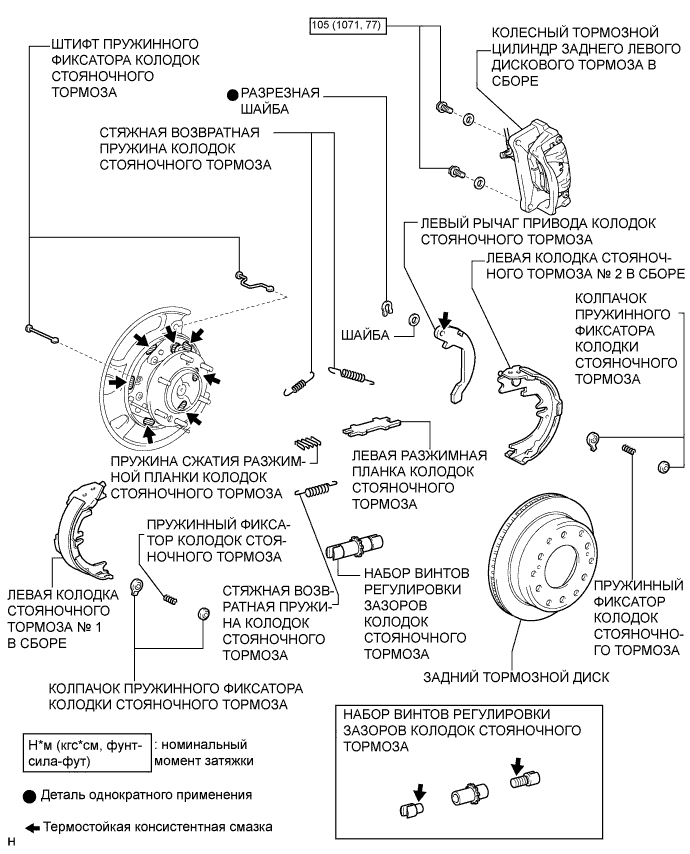 ШТИФТ ПРУЖИННОГО
ФИКСАТОРА КОЛОДОК
СТОЯНОЧНОГО
ТОРМОЗА
105 (1071, 77)
КОЛЕСНЫЙ ТОРМОЗНОЙ
ЦИЛИНДР ЗАДНЕГО ЛЕВОГО
ДИСКОВОГО ТОРМОЗА В
СБОРЕ
РАЗРЕЗНАЯ
ШАЙБА
СТЯЖНАЯ ВОЗВРАТНАЯ
ПРУЖИНА КОЛОДОК
СТОЯНОЧНОГО ТОРМОЗА
ЛЕВЫЙ РЫЧАГ ПРИВОДА КОЛОДОК
СТОЯНОЧНОГО ТОРМОЗА
ЛЕВАЯ КОЛОДКА СТОЯНОЧ-
НОГО ТОРМОЗА № 2 В СБОРЕ
КОЛПАЧОК
ПРУЖИННОГО
ФИКСАТОРА
КОЛОДКИ
СТОЯНОЧНОГО
ТОРМОЗА
ШАЙБА
ПРУЖИНА СЖАТИЯ РАЗЖИМ-
НОЙ ПЛАНКИ КОЛОДОК
СТОЯНОЧНОГО ТОРМОЗА
ЛЕВАЯ РАЗЖИМНАЯ
ПЛАНКА КОЛОДОК
СТОЯНОЧНОГО
ТОРМОЗА
ПРУЖИННЫЙ ФИКСА-
ТОР КОЛОДОК СТОЯ-
НОЧНОГО ТОРМОЗА
ЛЕВАЯ КОЛОДКА
СТОЯНОЧНОГО
ТОРМОЗА № 1
В СБОРЕ
СТЯЖНАЯ ВОЗВ-
РАТНАЯ ПРУЖИ-
НА КОЛОДОК
СТОЯНОЧНОГО
ТОРМОЗА
НАБОР ВИНТОВ
РЕГУЛИРОВКИ
ЗАЗОРОВ
КОЛОДОК
СТОЯНОЧНОГО
ТОРМОЗА
ПРУЖИННЫЙ
ФИКСАТОР
КОЛОДОК
СТОЯНОЧНО-
ГО ТОРМОЗА
ЗАДНИЙ ТОРМОЗНОЙ ДИСК
КОЛПАЧОК ПРУЖИННОГО ФИКСАТОРА
КОЛОДКИ СТОЯНОЧНОГО ТОРМОЗА
НАБОР ВИНТОВ РЕГУЛИРОВКИ
ЗАЗОРОВ КОЛОДОК СТОЯНОЧНОГО
ТОРМОЗА
Н*м (кгс*см, фунт-
сила-фут)
: номинальный
момент затяжки
Деталь однократного применения
Термостойкая консистентная смазка
H